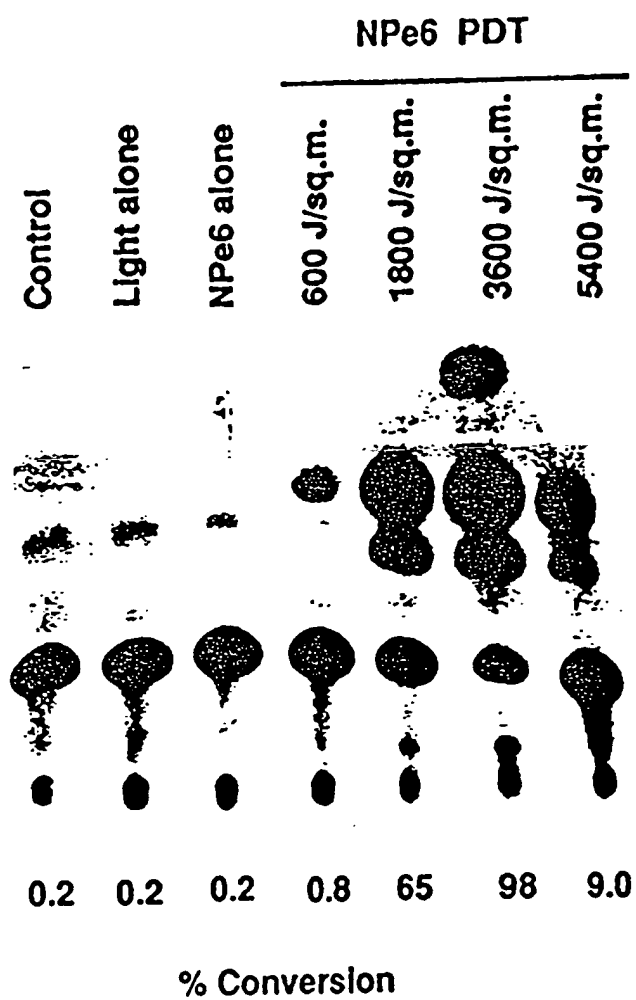 NPe6 PDT
Control
Light alone
NPe6 alone
600 J/sq.m.
1800 J/sq.m.
3600 J/sq.m.
5400 J/sq.m.
0.2 0.2 0.2 0.8 65 98 9.0
% Conversion